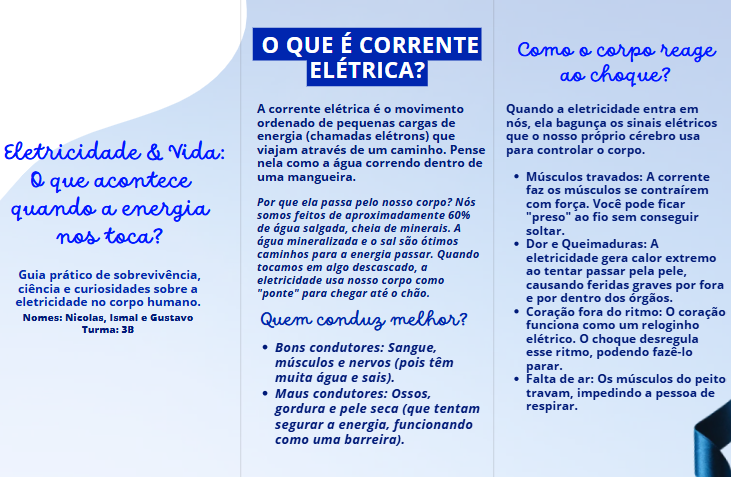 Eletricidade & Vida:
O que acontece
quando a energia
nos toca?
Guia prático de sobrevivência,
ciência e curiosidades sobre a
eletricidade no corpo humano.
Nomes: Nicolas, Ismal e Gustavo
Turma: 3B
O QUE É CORRENTE
ELÉTRICA?
A corrente elétrica é o movimento
ordenado de pequenas cargas de
energia (chamadas elétrons) que
viajam através de um caminho. Pense
nela como a água correndo dentro de
uma mangueira.
Por que ela passa pelo nosso corpo? Nós
somos feitos de aproximadamente 60%
de água salgada, cheia de minerais. A
água mineralizada e o sal são ótimos
caminhos para a energia passar. Quando
tocamos em algo descascado, a
eletricidade usa nosso corpo como
"ponte" para chegar até o chão.
Quem conduz melhor?
• Bons condutores: Sangue,
músculos e nervos (pois têm
muita água e sais).
• Maus condutores: Ossos,
gordura e pele seca (que tentam
segurar a energia, funcionando
como uma barreira).
Como o corpo reage
ao choque?
Quando a eletricidade entra em
nós, ela bagunça os sinais elétricos
que o nosso próprio cérebro usa
para controlar o corpo.
• Músculos travados: A corrente
faz os músculos se contraírem
com força. Você pode ficar
"preso" ao fio sem conseguir
soltar.
• Dor e Queimaduras: A
eletricidade gera calor extremo
ao tentar passar pela pele,
causando feridas graves por fora
e por dentro dos órgãos.
• Coração fora do ritmo: O coração
funciona como um reloginho
elétrico. O choque desregula
esse ritmo, podendo fazê-lo
parar.
• Falta de ar: Os músculos do peito
travam, impedindo a pessoa de
respirar.